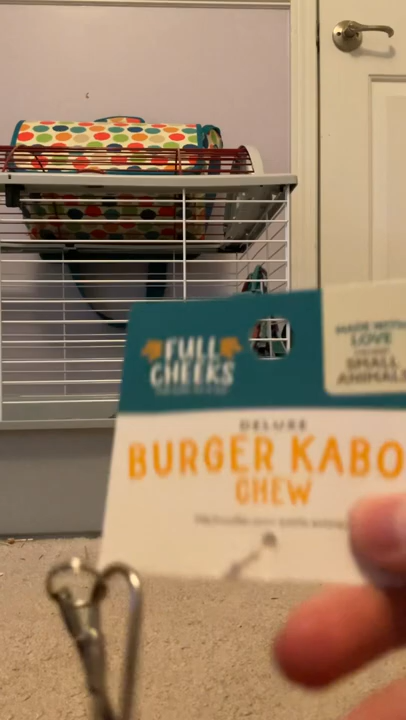 FULL
CHEEKS
MADE WITH
LOVE
SMALL
ANIMALS
DELUXE
BURGER KABO
CHEW